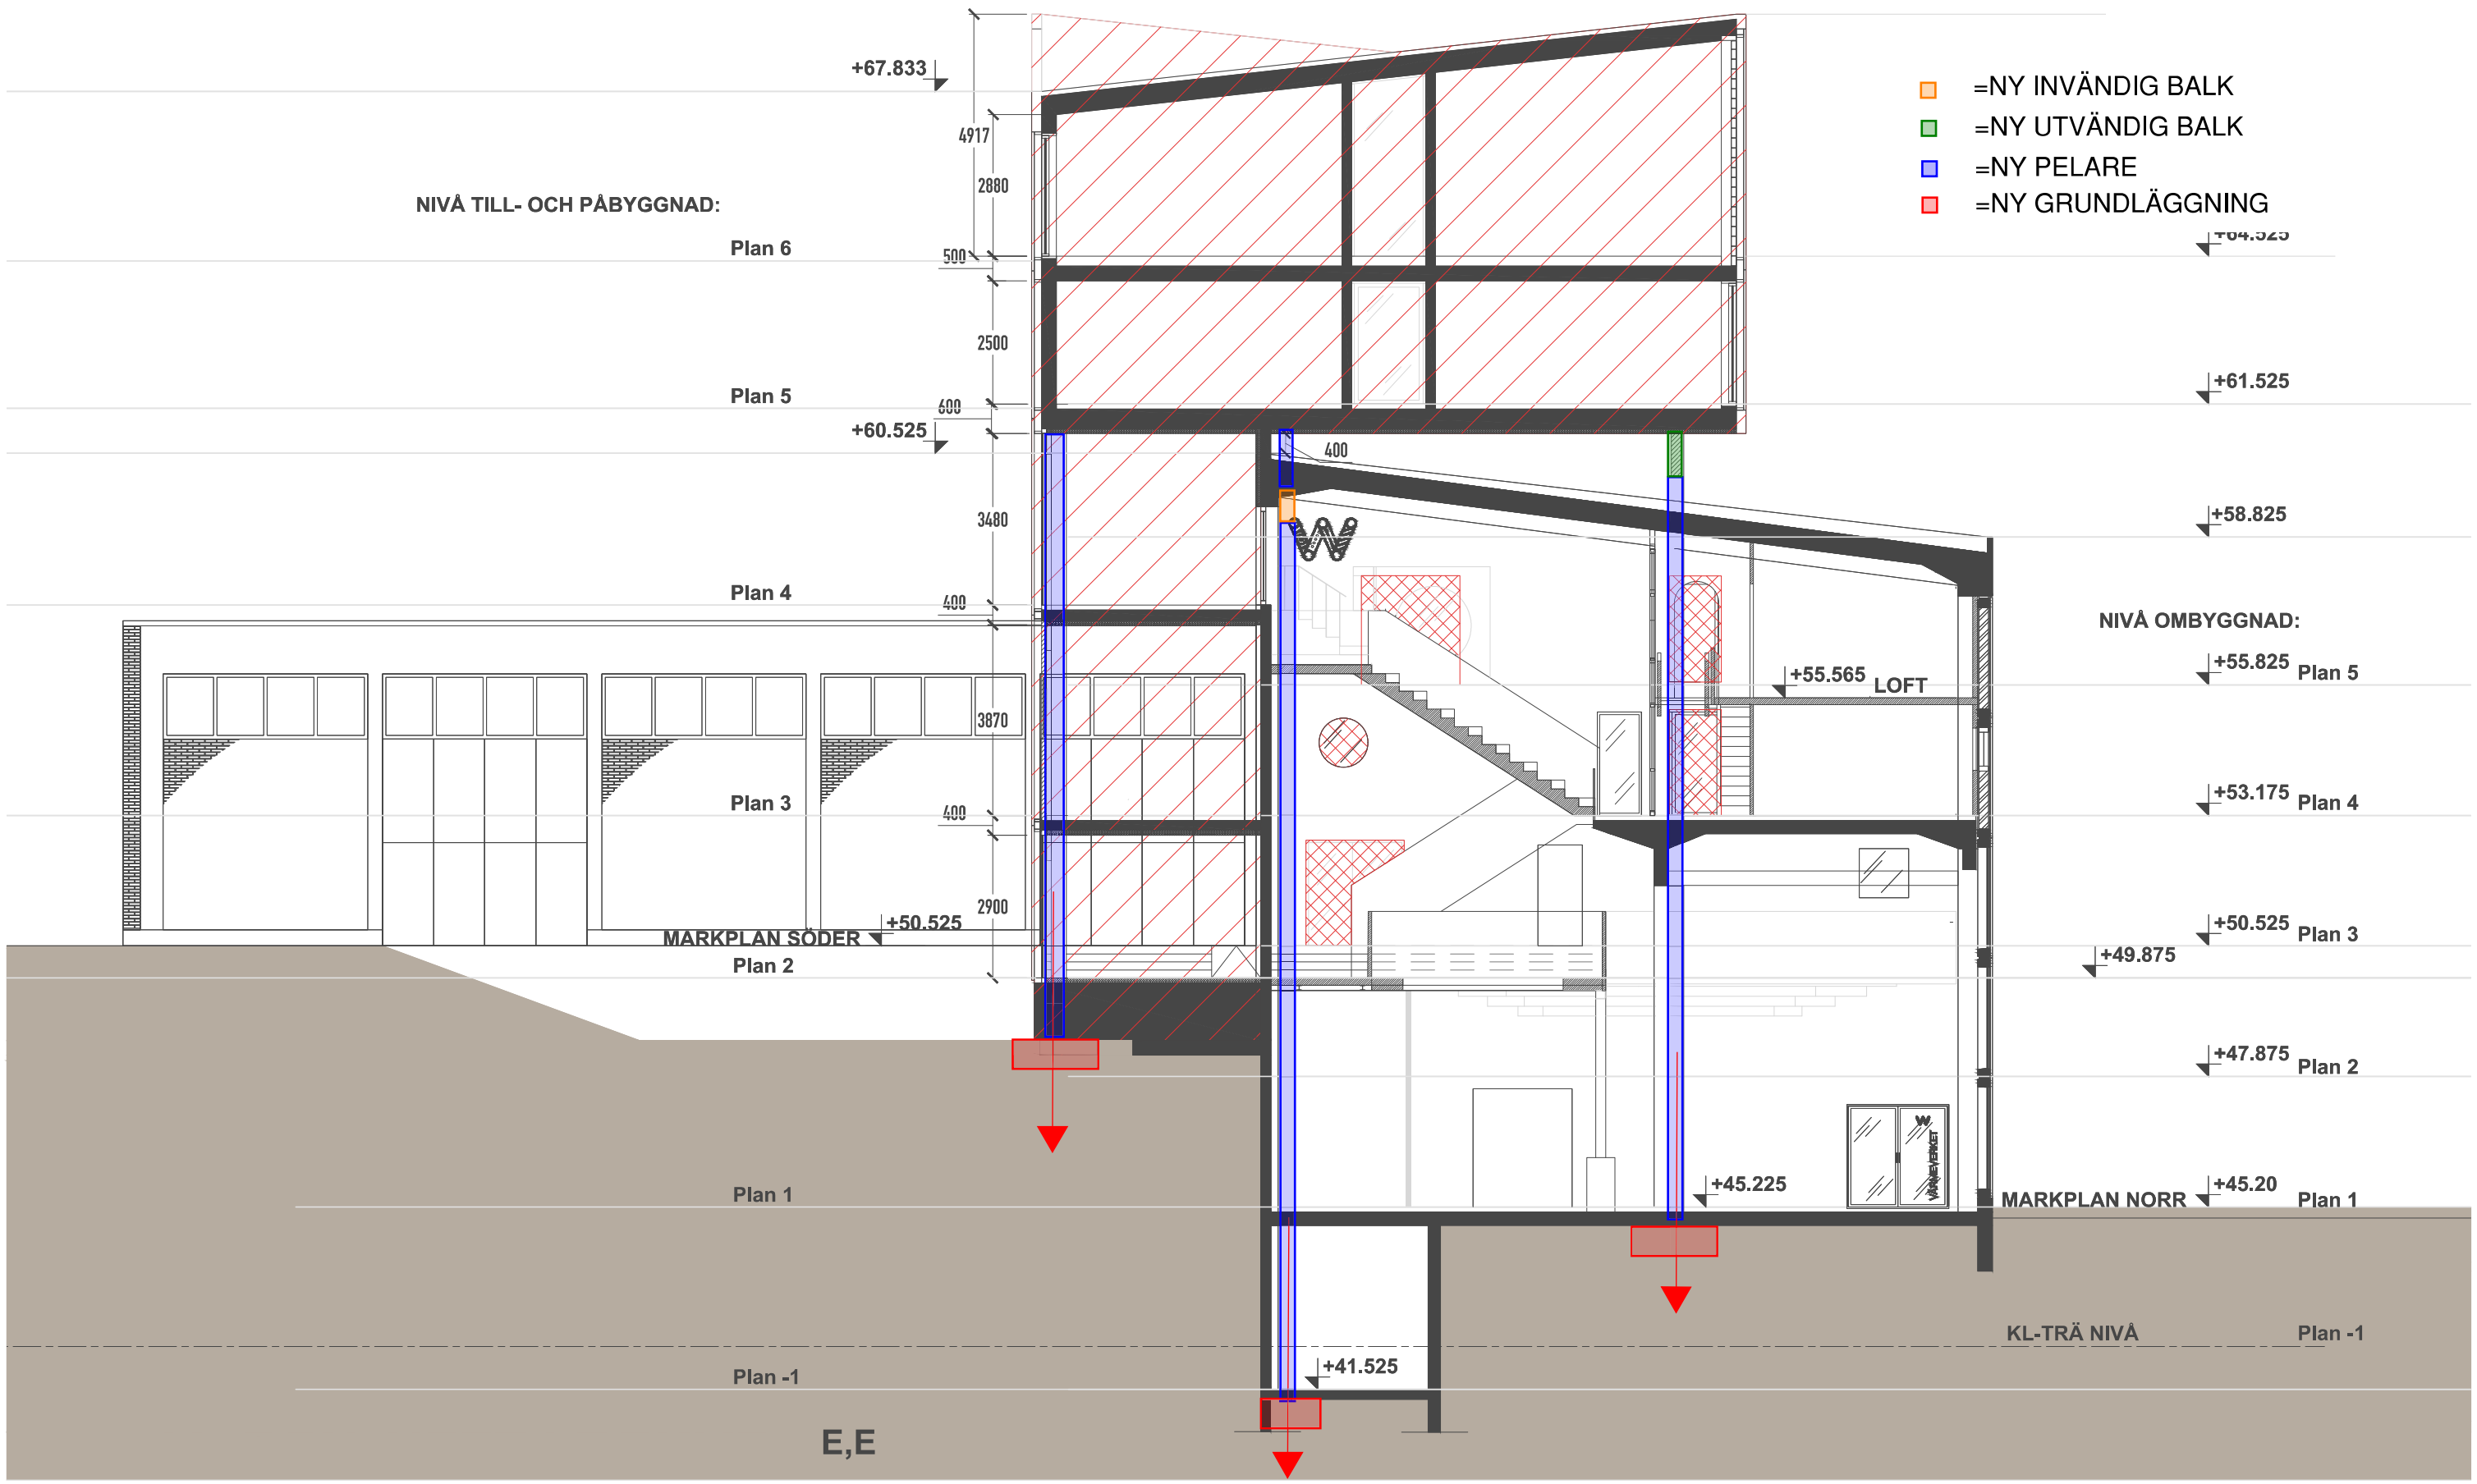 =NY INVÄNDIG BALK
=NY UTVÄNDIG BALK
=NY PELARE
=NY GRUNDLÄGGNING
+67.833
4917
2880
NIVÅ TILL- OCH PÅBYGGNAD:
Plan 6
500
+64.525
2500
Plan 5
600
+61.525
+60.525
400
3480
+58.825
W
Plan 4
400
NIVÅ OMBYGGNAD:
+55.825 Plan 5
+55.565
LOFT
3870
Plan 3
400
+53.175 Plan 4
2900
+50.525
MARKPLAN SÖDER
+50.525 Plan 3
Plan 2
+49.875
+47.875
Plan 2
W
VÄRMEVERKET
Plan 1
+45.225
MARKPLAN NORR
+45.20
Plan 1
KL-TRÄ NIVÅ
Plan -1
Plan -1
+41.525
E,E